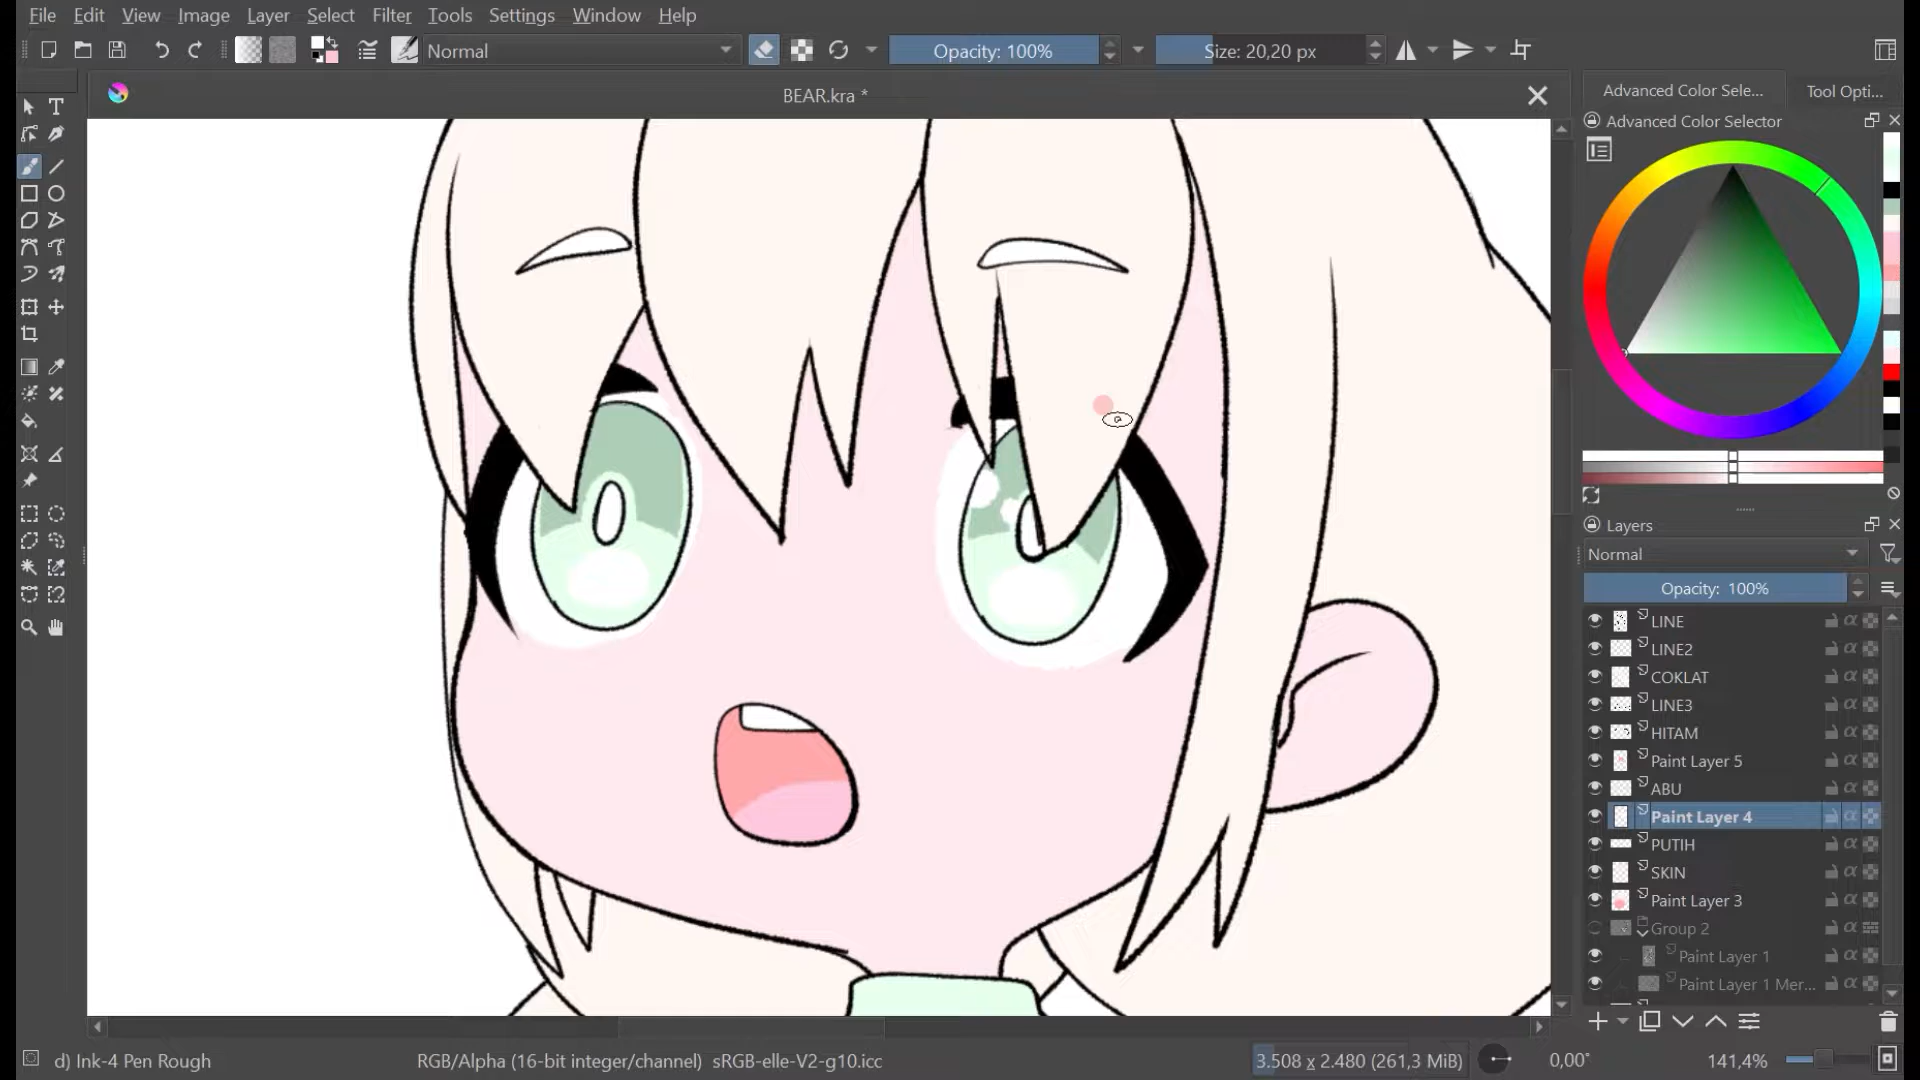 File Edit View Image Layer Select Filter Tools Settings Window Help
Normal
Opacity: 100%
Size: 20,20 px
BEAR.kra *
Advanced Color Sele...
Tool Opti...
Advanced Color Selector
Layers
Normal
Opacity: 100%
LINE
LINE2
COKLAT
LINE3
HITAM
Paint Layer 5
ABU
Paint Layer 4
PUTIH
SKIN
Paint Layer 3
Group 2
Paint Layer 1
Paint Layer 1 Mer...
d) Ink-4 Pen Rough
RGB/Alpha (16-bit integer/channel) sRGB-elle-V2-g10.icc
3.508 x 2.480 (261,3 MiB)
0,00°
141,4%